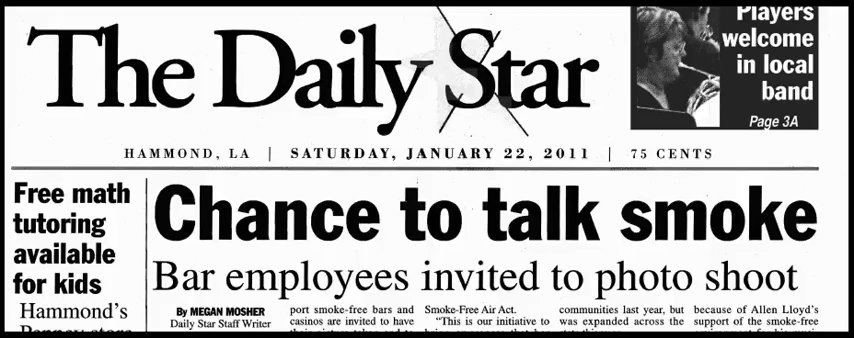 The Daily Star
Players
welcome
in local
band
Page 3A
HAMMOND, LA | SATURDAY, JANUARY 22, 2011 | 75 CENTS
Free math
tutoring
available
for kids
Hammond's
Chance to talk smoke
Bar employees invited to photo shoot
By MEGAN MOSHER
Daily Star Staff Writer
port smoke-free bars and
casinos are invited to have
Smoke-Free Air Act.
"This is our initiative to
communities last year, but
was expanded across the
because of Allen Lloyd's
support of the smoke-free